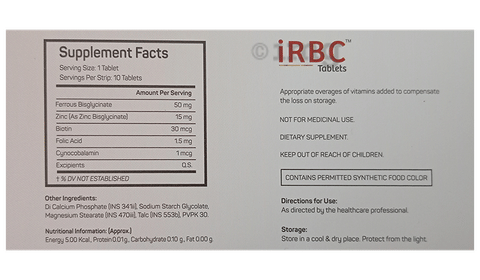 Supplement Facts
Serving Size: 1 Tablet
Servings Per Strip: 10 Tablets
Amount Per Serving
Ferrous Bisglycinate 50 mg
Zinc (As Zinc Bisglycinate) 15 mg
Biotin 30 mcg
Folic Acid 1.5 mg
Cynocobalamin 1 mcg
Excipients Q.S.
† % DV NOT ESTABLISHED
Other Ingredients:
Di Calcium Phosphate (INS 341ii), Sodium Starch Glycolate,
Magnesium Stearate (INS 470iii), Talc (INS 553b), PVPK 30.
Nutritional Information: (Approx.)
Energy 5.00 Kcal, Protein 0.01g, Carbohydrate 0.10 g, Fat 0.00 g.
iRBC™
Tablets
Appropriate overages of vitamins added to compensate
the loss on storage.
NOT FOR MEDICINAL USE.
DIETARY SUPPLEMENT.
KEEP OUT OF REACH OF CHILDREN.
CONTAINS PERMITTED SYNTHETIC FOOD COLOR
Directions for Use:
As directed by the healthcare professional.
Storage:
Store in a cool & dry place. Protect from the light.